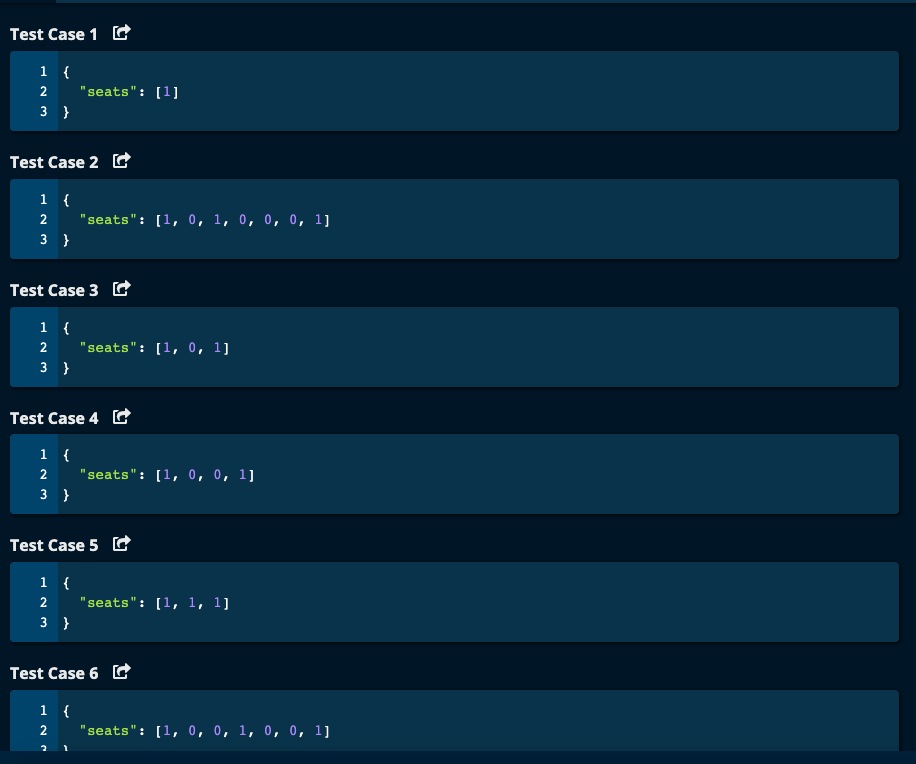 Test Case 1
1 {
2 "seats": [1]
3 }
Test Case 2
1 {
2 "seats": [1, 0, 1, 0, 0, 0, 1]
3 }
Test Case 3
1 {
2 "seats": [1, 0, 1]
3 }
Test Case 4
1 {
2 "seats": [1, 0, 0, 1]
3 }
Test Case 5
1 {
2 "seats": [1, 1, 1]
3 }
Test Case 6
1 {
2 "seats": [1, 0, 0, 1, 0, 0, 1]
3 }